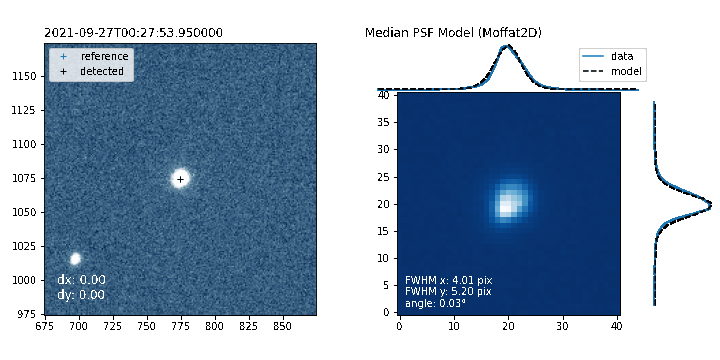 2021-09-27T00:27:53.950000
reference
detected
1150
1125
1100
1075
1050
1025
1000
975
dx: 0.00
dy: 0.00
675 700 725 750 775 800 825 850
Median PSF Model (Moffat2D)
data
model
40
35
30
25
20
15
10
5
0
FWHM x: 4.01 pix
FWHM y: 5.20 pix
angle: 0.03°
0 10 20 30 40